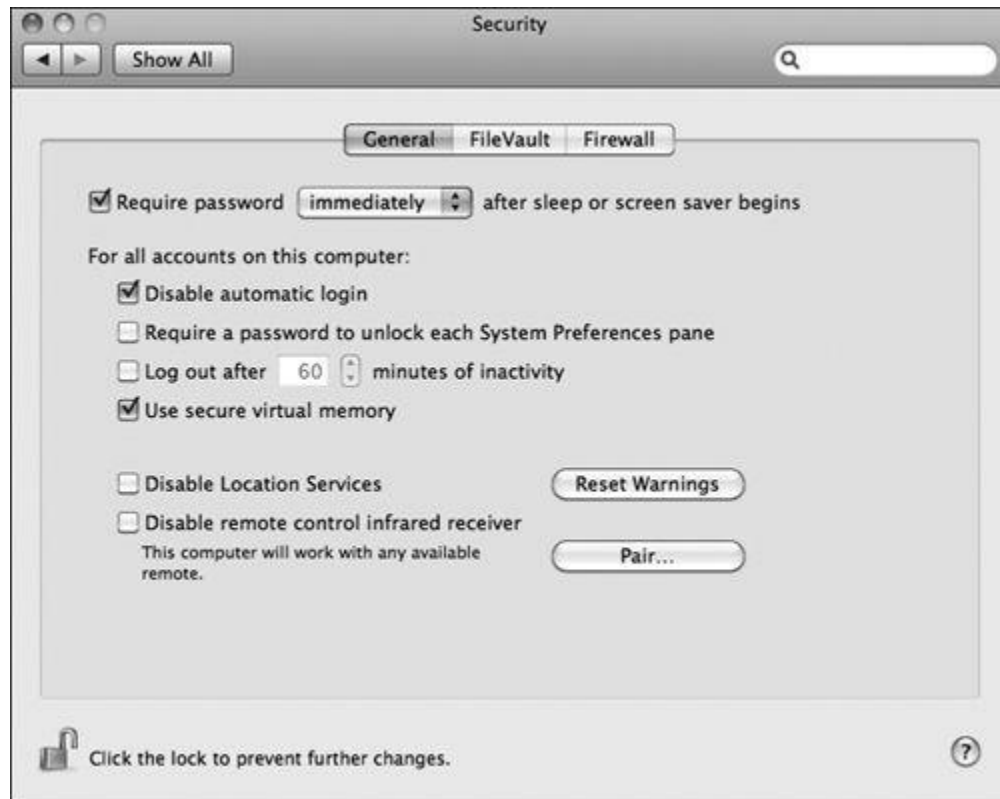 Security
Show All
General FileVault Firewall
Require password immediately after sleep or screen saver begins
For all accounts on this computer:
Disable automatic login
Require a password to unlock each System Preferences pane
Log out after 60 minutes of inactivity
Use secure virtual memory
Disable Location Services Reset Warnings
Disable remote control infrared receiver
This computer will work with any available
remote.
Pair...
Click the lock to prevent further changes.
?